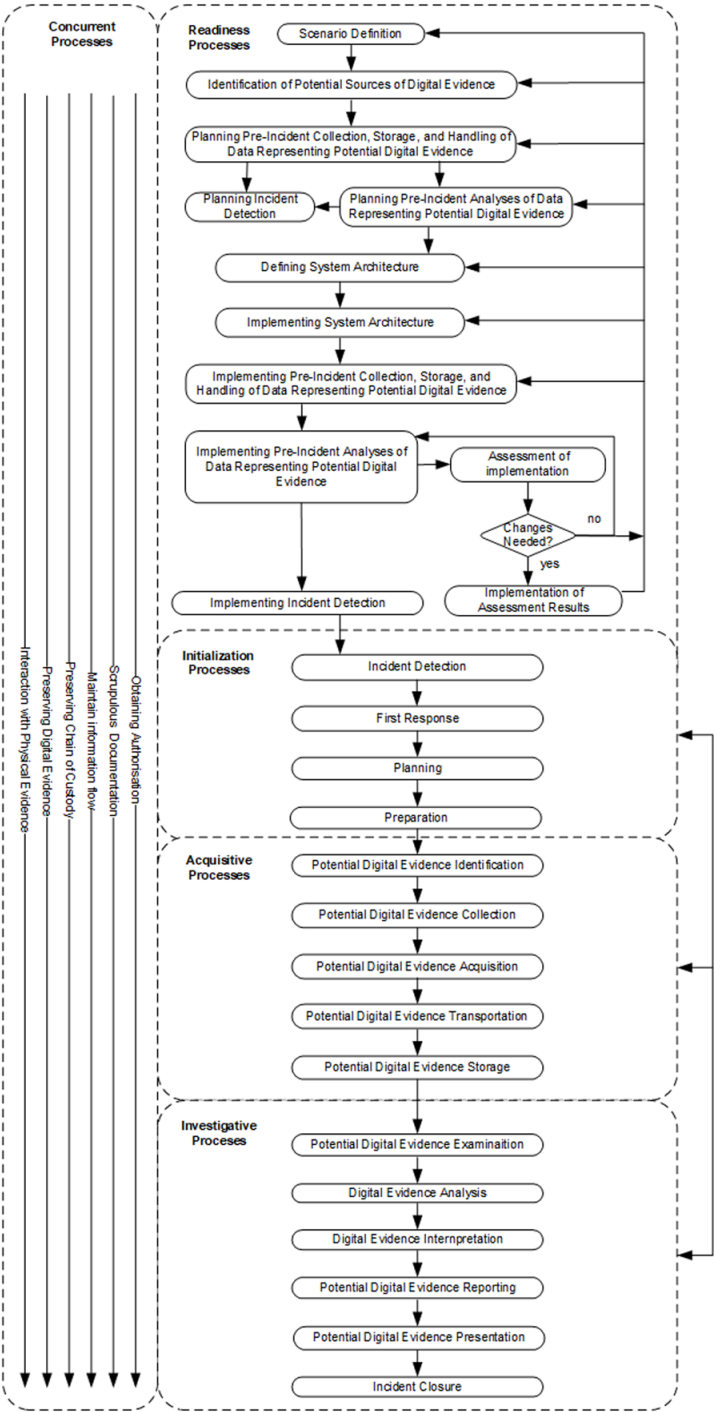 Concurrent
Processes
Interaction with Physical Evidence
Preserving Digital Evidence
Preserving Chain of Custody
Maintain information flow
Scrupulous Documentation
Obtaining Authorisation
Readiness
Processes
Scenario Definition
Identification of Potential Sources of Digital Evidence
Planning Pre-Incident Collection, Storage, and Handling of
Data Representing Potential Digital Evidence
Planning Incident
Detection
Planning Pre-Incident Analyses of Data
Representing Potential Digital Evidence
Defining System Architecture
Implementing System Architecture
Implementing Pre-Incident Collection, Storage, and
Handling of Data Representing Potential Digital Evidence
Implementing Pre-Incident Analyses of
Data Representing Potential Digital
Evidence
Assessment of
implementation
Changes
Needed?
no
yes
Implementation of
Assessment Results
Implementing Incident Detection
Initialization
Processes
Incident Detection
First Response
Planning
Preparation
Acquisitive
Processes
Potential Digital Evidence Identification
Potential Digital Evidence Collection
Potential Digital Evidence Acquisition
Potential Digital Evidence Transportation
Potential Digital Evidence Storage
Investigative
Proceses
Potential Digital Evidence Examinaition
Digital Evidence Analysis
Digital Evidence Internpretation
Potential Digital Evidence Reporting
Potential Digital Evidence Presentation
Incident Closure